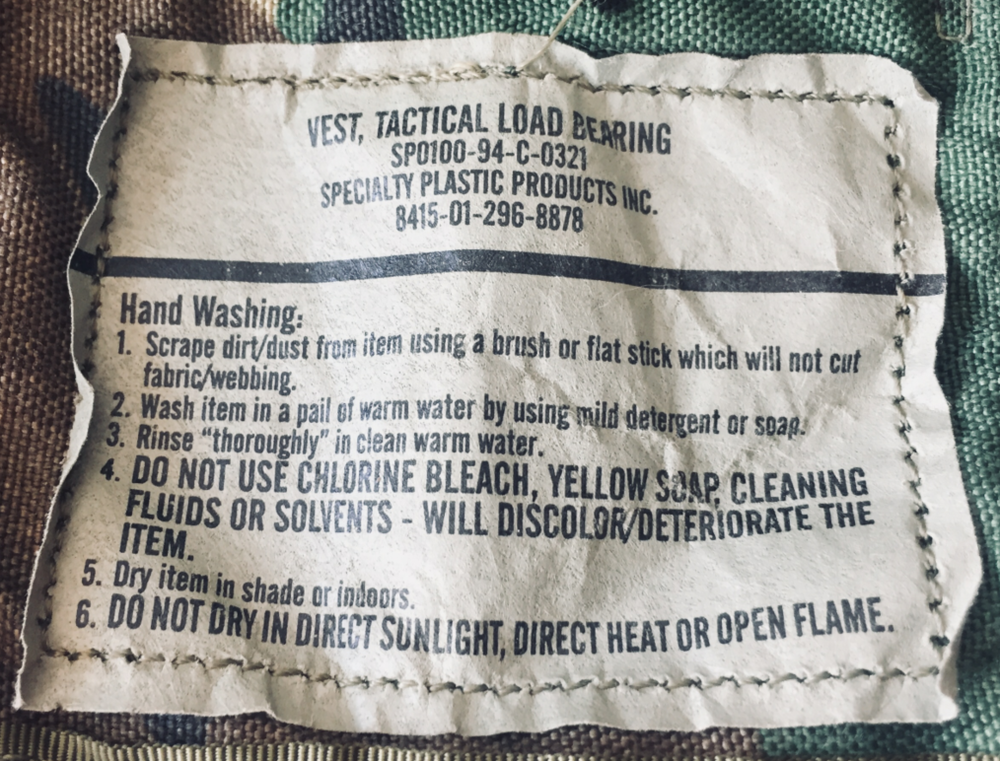 VEST, TACTICAL LOAD BEARING
SPO100-94-C-0321
SPECIALTY PLASTIC PRODUCTS INC.
8415-01-296-8878
Hand Washing:
1. Scrape dirt/dust from item using a brush or flat stick which will not cut
fabric/webbing.
2. Wash item in a pail of warm water by using mild detergent or soap.
3. Rinse “thoroughly” in clean warm water.
4. DO NOT USE CHLORINE BLEACH, YELLOW SOAP, CLEANING
FLUIDS OR SOLVENTS - WILL DISCOLOR/DETERIORATE THE
ITEM.
5. Dry item in shade or indoors.
6. DO NOT DRY IN DIRECT SUNLIGHT, DIRECT HEAT OR OPEN FLAME.